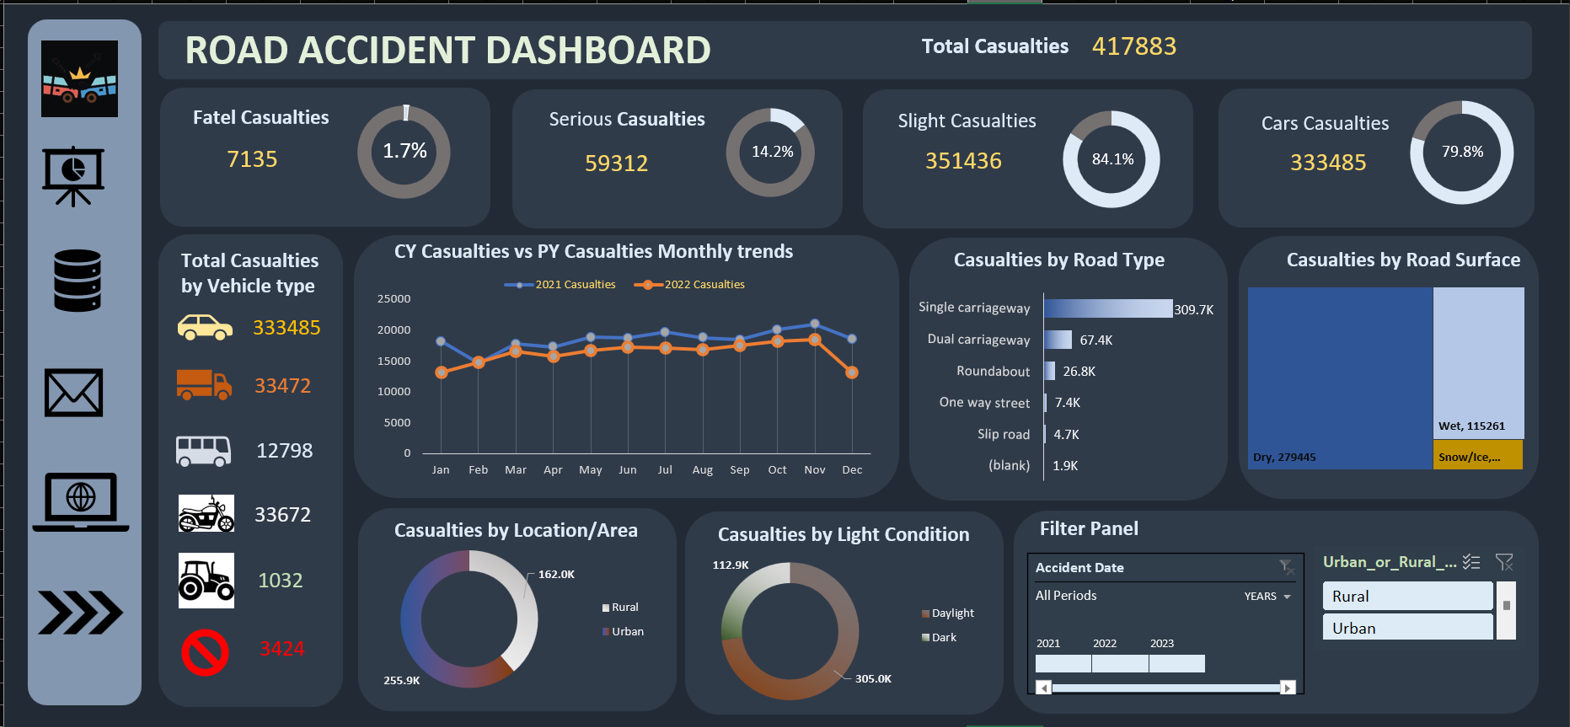 ROAD ACCIDENT DASHBOARD
Total Casualties 417883
Fatel Casualties
7135
1.7%
Serious Casualties
59312
14.2%
Slight Casualties
351436
84.1%
Cars Casualties
333485
79.8%
Total Casualties
by Vehicle type
333485
33472
12798
33672
1032
3424
CY Casualties vs PY Casualties Monthly trends
2021 Casualties 2022 Casualties
25000
20000
15000
10000
5000
0
Jan Feb Mar Apr May Jun Jul Aug Sep Oct Nov Dec
Casualties by Road Type
Single carriageway 309.7K
Dual carriageway 67.4K
Roundabout 26.8K
One way street 7.4K
Slip road 4.7K
(blank) 1.9K
Casualties by Road Surface
Dry, 279445
Wet, 115261
Snow/Ice,...
Casualties by Location/Area
162.0K
Rural
Urban
255.9K
Casualties by Light Condition
112.9K
Daylight
Dark
305.0K
Filter Panel
Accident Date
All Periods YEARS
2021 2022 2023
Urban_or_Rural_...
Rural
Urban